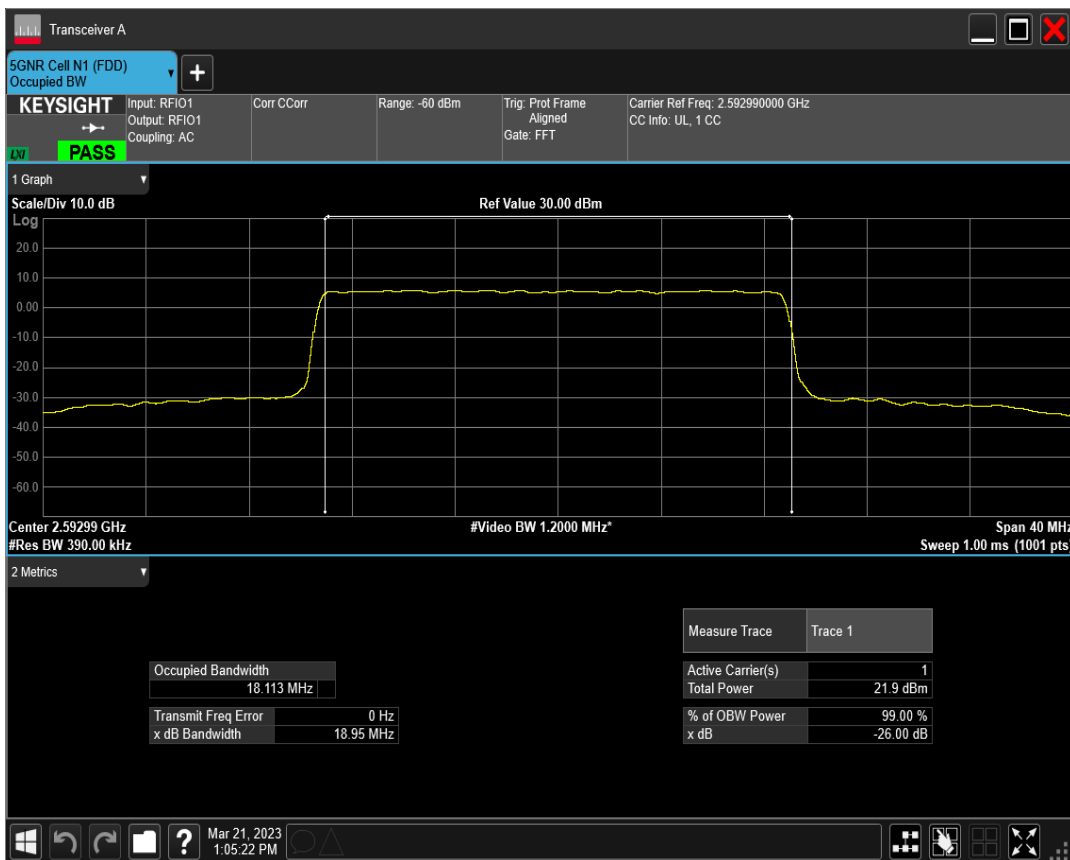 Transceiver A
5GNR Cell N1 (FDD)
Occupied BW
KEYSIGHT
LXI
PASS
Input: RFIO1
Output: RFIO1
Coupling: AC
Corr CCorr
Range: -60 dBm
Trig: Prot Frame
Aligned
Gate: FFT
Carrier Ref Freq: 2.592990000 GHz
CC Info: UL, 1 CC
1 Graph
Scale/Div 10.0 dB
Ref Value 30.00 dBm
Log
20.0
10.0
0.00
-10.0
-20.0
-30.0
-40.0
-50.0
-60.0
Center 2.59299 GHz
#Video BW 1.2000 MHz*
Span 40 MHz
#Res BW 390.00 kHz
Sweep 1.00 ms (1001 pts)
2 Metrics
Measure Trace Trace 1
Occupied Bandwidth
18.113 MHz
Active Carrier(s) 1
Total Power 21.9 dBm
Transmit Freq Error 0 Hz
x dB Bandwidth 18.95 MHz
% of OBW Power 99.00 %
x dB -26.00 dB
?
Mar 21, 2023
1:05:22 PM